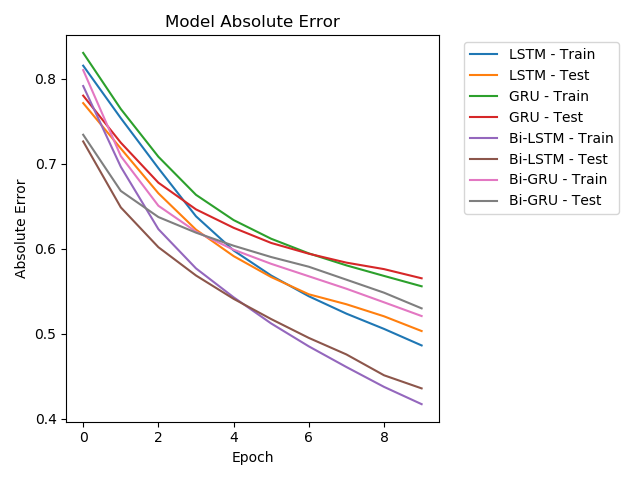 Model Absolute Error
Absolute Error
0.8
0.7
0.6
0.5
0.4
0 2 4 6 8
Epoch
LSTM - Train
LSTM - Test
GRU - Train
GRU - Test
Bi-LSTM - Train
Bi-LSTM - Test
Bi-GRU - Train
Bi-GRU - Test